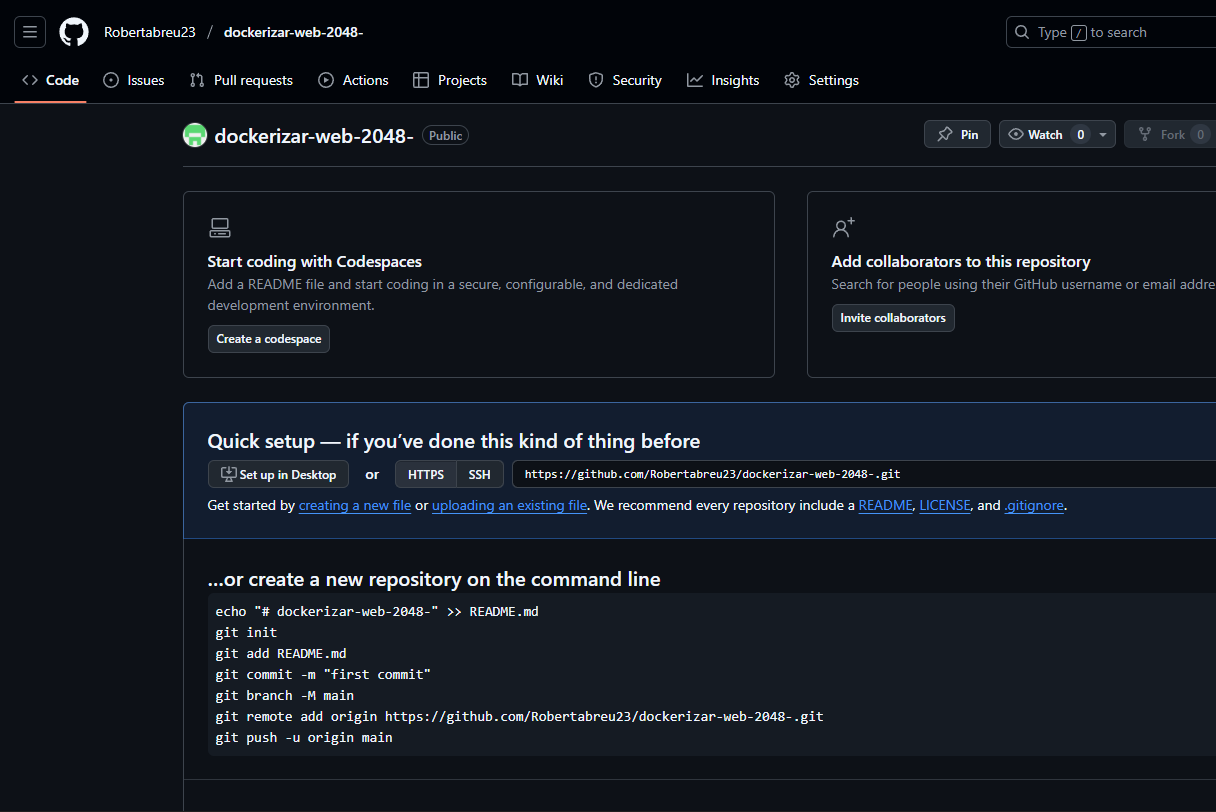 Robertabreu23 / dockerizar-web-2048-
Type / to search
Code Issues Pull requests Actions Projects Wiki Security Insights Settings
dockerizar-web-2048- Public
Pin Watch 0 Fork 0
Start coding with Codespaces
Add a README file and start coding in a secure, configurable, and dedicated
development environment.
Create a codespace
Add collaborators to this repository
Search for people using their GitHub username or email addre
Invite collaborators
Quick setup — if you’ve done this kind of thing before
Set up in Desktop or HTTPS SSH https://github.com/Robertabreu23/dockerizar-web-2048-.git
Get started by creating a new file or uploading an existing file. We recommend every repository include a README, LICENSE, and .gitignore.
…or create a new repository on the command line
echo "# dockerizar-web-2048-" >> README.md
git init
git add README.md
git commit -m "first commit"
git branch -M main
git remote add origin https://github.com/Robertabreu23/dockerizar-web-2048-.git
git push -u origin main